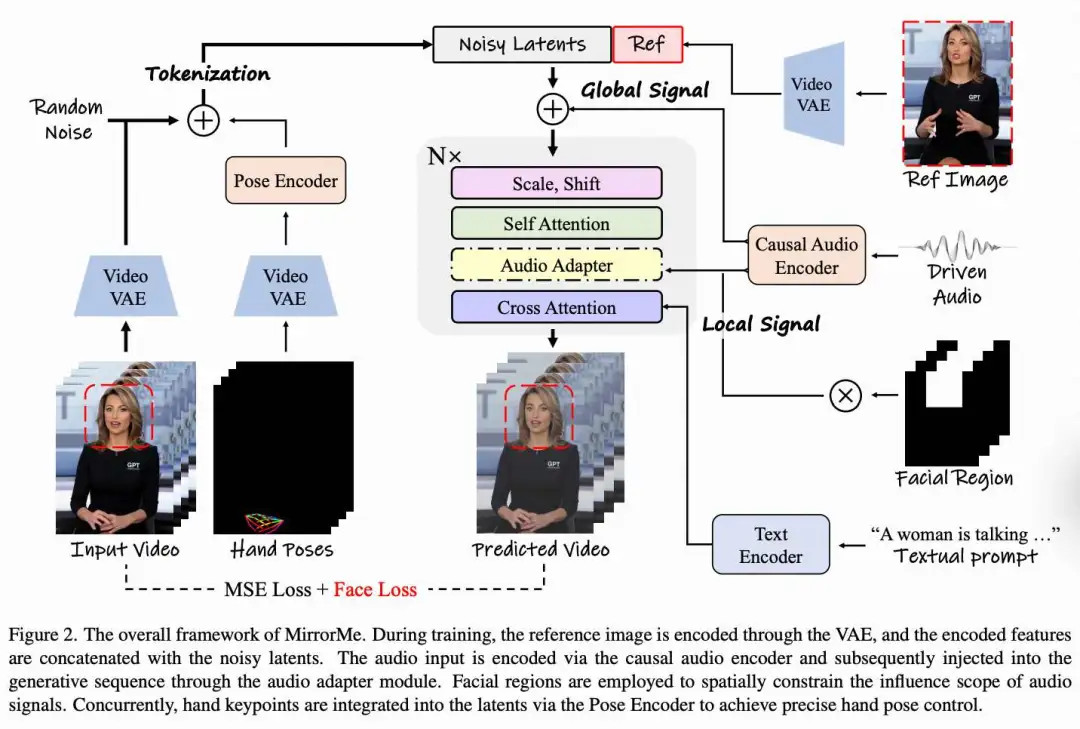 Noisy Latents
Ref
Tokenization
Global Signal
Video
VAE
Random
Noise
N×
Pose Encoder
Scale, Shift
Ref Image
Self Attention
Causal Audio
Encoder
Audio Adapter
Driven
Audio
Video
VAE
Video
VAE
Cross Attention
Local Signal
GPT
GPT
GPT
Facial Region
Text
Encoder
“A woman is talking ...”
Textual prompt
Input Video
Hand Poses
Predicted Video
MSE Loss + Face Loss
Figure 2. The overall framework of MirrorMe. During training, the reference image is encoded through the VAE, and the encoded features
are concatenated with the noisy latents. The audio input is encoded via the causal audio encoder and subsequently injected into the
generative sequence through the audio adapter module. Facial regions are employed to spatially constrain the influence scope of audio
signals. Concurrently, hand keypoints are integrated into the latents via the Pose Encoder to achieve precise hand pose control.